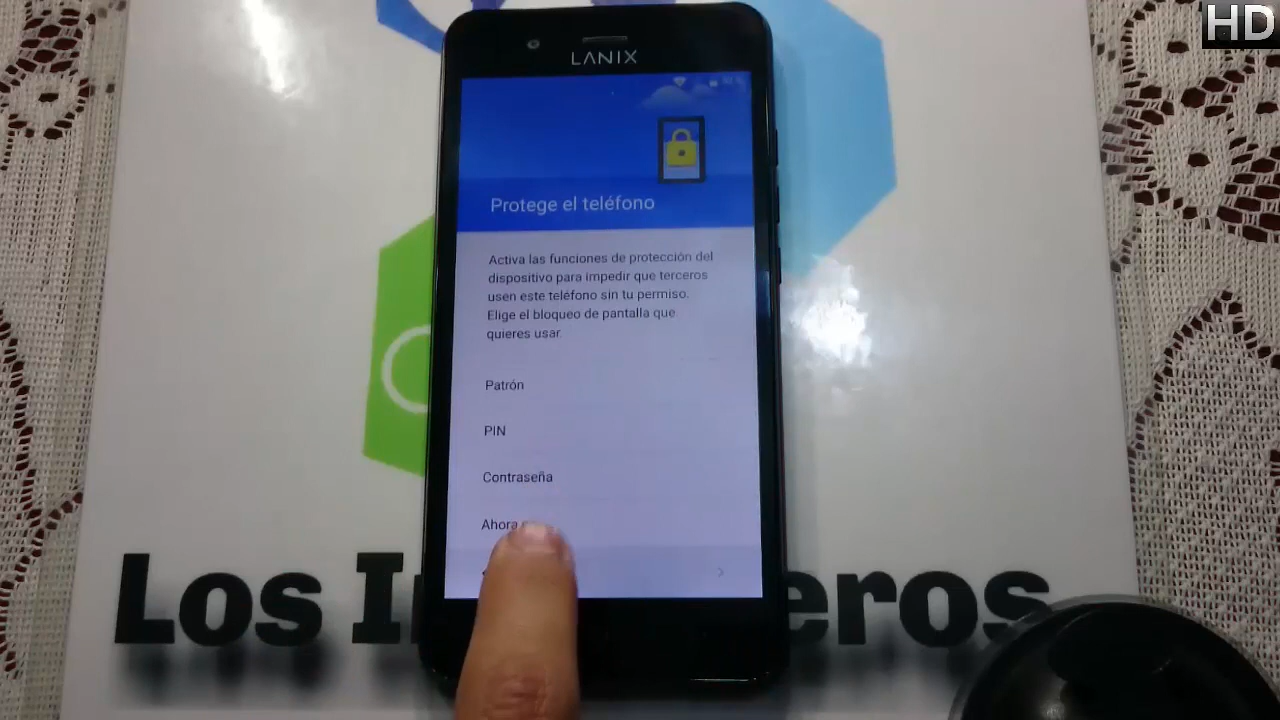 HD
LANIX
Protege el teléfono
Activa las funciones de protección del
dispositivo para impedir que terceros
usen este teléfono sin tu permiso.
Elige el bloqueo de pantalla que
quieres usar.
Patrón
PIN
Contraseña
Ahora
Los